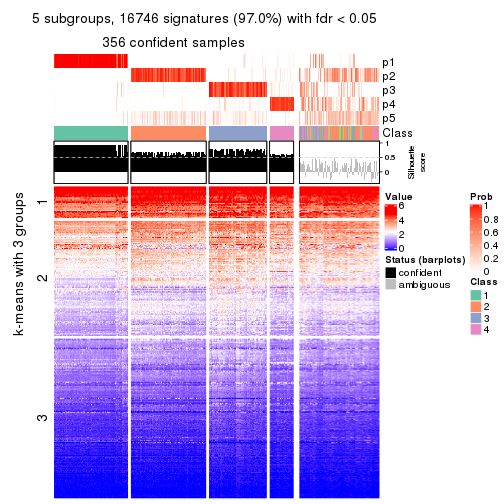 5 subgroups, 16746 signatures (97.0%) with fdr < 0.05
356 confident samples
p1
p2
p3
p4
p5
Class
1
0.5
0
Silhouette
score
k-means with 3 groups
1
2
3
Value
6
4
2
0
Status (barplots)
confident
ambiguous
Prob
1
0.8
0.6
0.4
0.2
0
Class
1
2
3
4